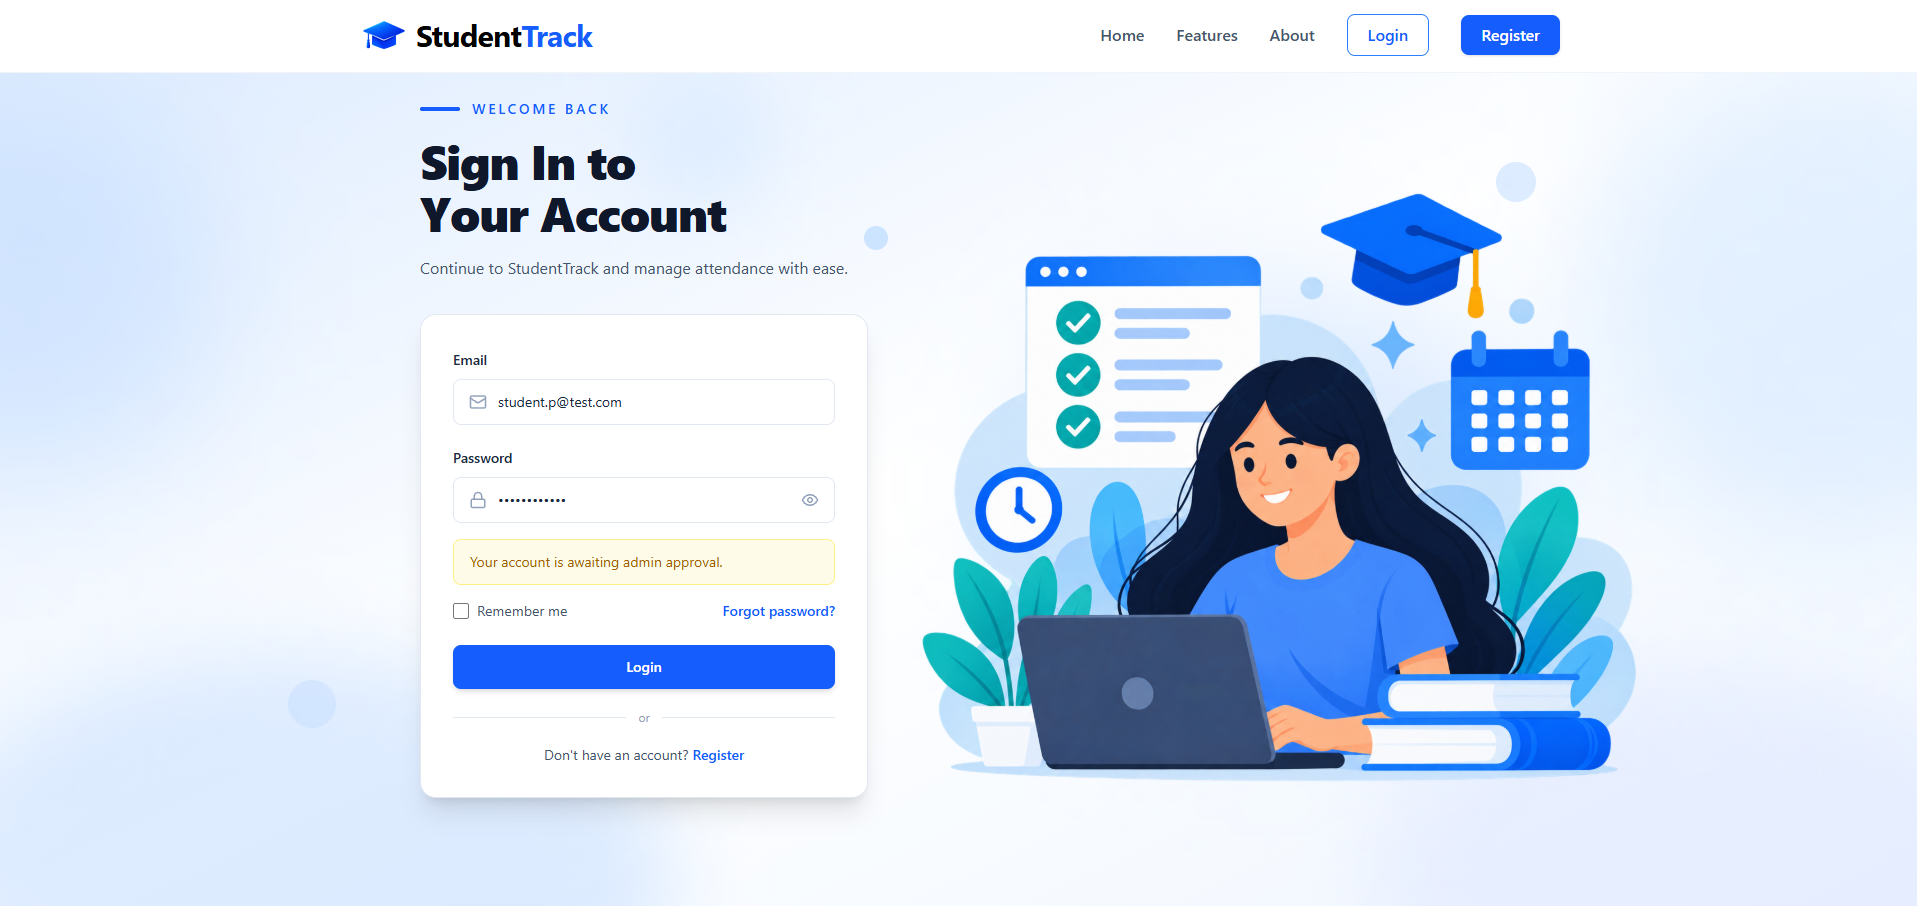 StudentTrack
Home
Features
About
Login
Register
WELCOME BACK
Sign In to
Your Account
Continue to StudentTrack and manage attendance with ease.
Email
student.p@test.com
Password
••••••••••••
Your account is awaiting admin approval.
Remember me
Forgot password?
Login
or
Don't have an account? Register